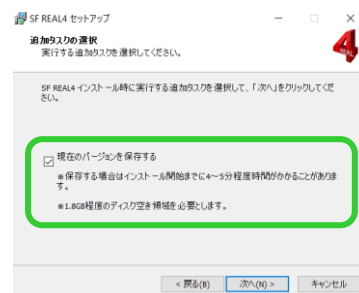 SF REAL4 セットアップ
追加タスクの選択
実行する追加タスクを選択してください。
4
REAL
SF REAL4 インストール時に実行する追加タスクを選択して、「次へ」をクリックしてくだ
さい。
現在のバージョンを保存する
※保存する場合はインストール開始までに4～5分程度時間がかかることがありま
す。
※1.8GB程度のディスク空き領域を必要とします。
< 戻る(B)
次へ(N) >
キャンセル